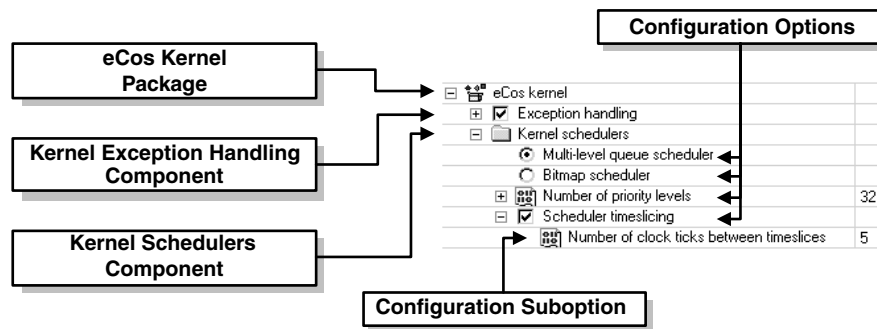 Configuration Options
eCos Kernel
Package
Kernel Exception Handling
Component
Kernel Schedulers
Component
eCos kernel
Exception handling
Kernel schedulers
Multi-level queue scheduler
Bitmap scheduler
Number of priority levels 32
Scheduler timeslicing
Number of clock ticks between timeslices 5
Configuration Suboption